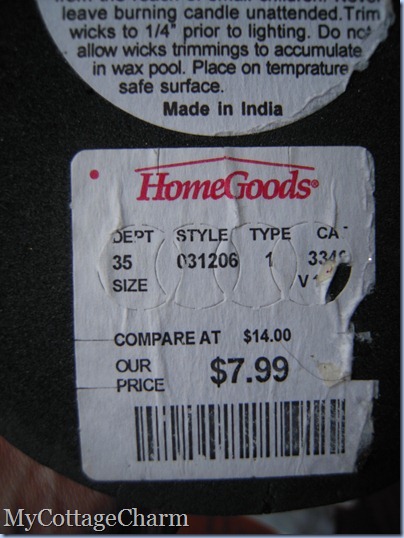 leave burning candle unattended.Trim
wicks to 1/4" prior to lighting. Do not
allow wicks trimmings to accumulate
in wax pool. Place on temprature
safe surface.
Made in India
HomeGoods®
DEPT STYLE TYPE
35 031206 1
SIZE
COMPARE AT $14.00
OUR
PRICE $7.99
MyCottageCharm